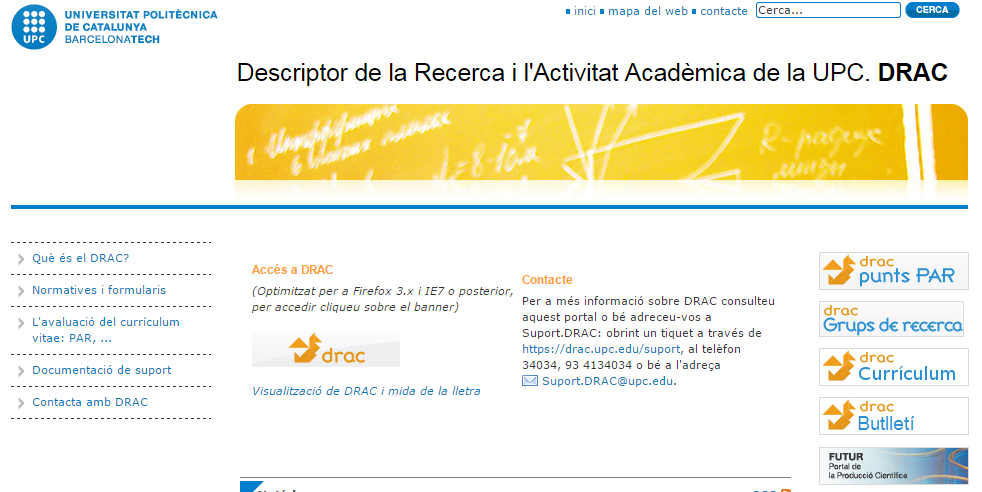 UNIVERSITAT POLITÈCNICA
DE CATALUNYA
BARCELONATECH
UPC
inici
mapa del web
contacte
Cerca...
CERCA
Descriptor de la Recerca i l'Activitat Acadèmica de la UPC. DRAC
Què és el DRAC?
Normatives i formularis
L'avaluació del currículum
vitae: PAR, ...
Documentació de suport
Contacta amb DRAC
Accés a DRAC
(Optimitzat per a Firefox 3.x i IE7 o posterior,
per accedir cliqueu sobre el banner)
drac
Visualització de DRAC i mida de la lletra
Contacte
Per a més informació sobre DRAC consulteu
aquest portal o bé adreceu-vos a
Suport.DRAC: obrint un tiquet a través de
https://drac.upc.edu/suport, al telèfon
34034, 93 4134034 o bé a l'adreça
Suport.DRAC@upc.edu.
drac
punts PAR
drac
Grups de recerca
drac
Currículum
drac
Butlletí
FUTUR
Portal de
la Producció Científica